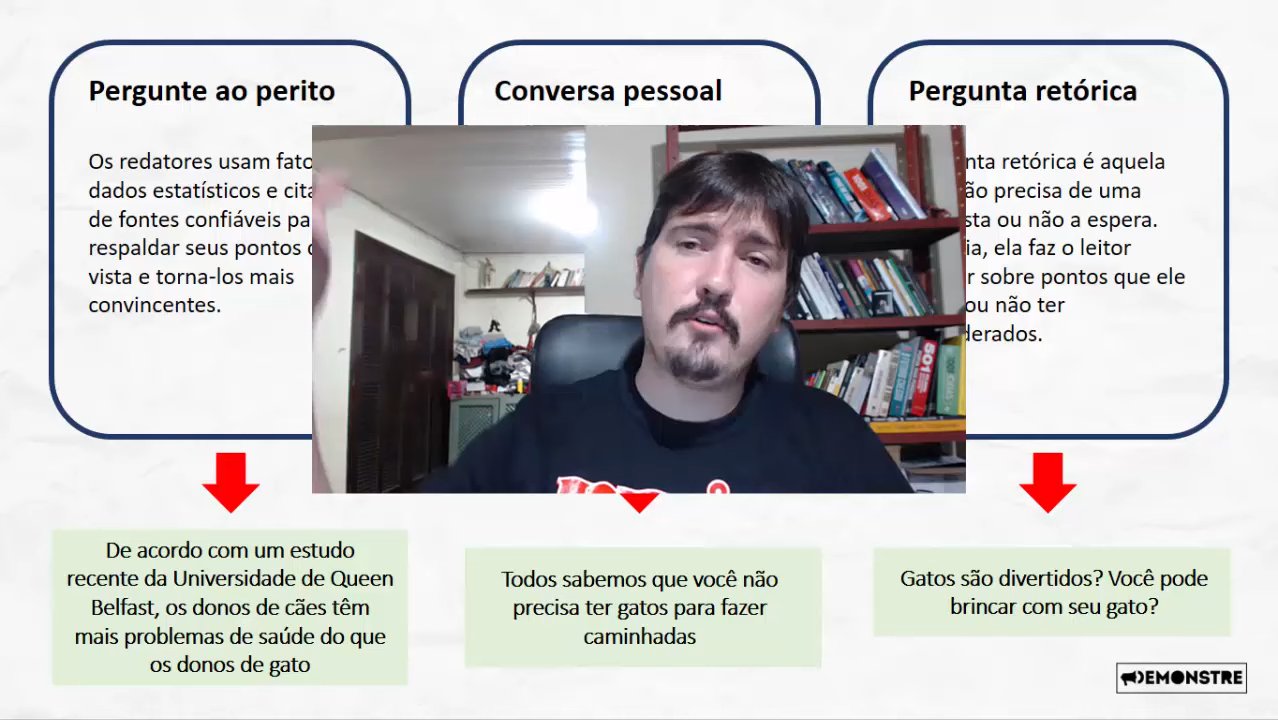 Pergunte ao perito
Os redatores usam
dados estatísticos e
de fontes confiáveis
respaldar seus pontos
vista e torna-los mais
convincentes.
Conversa pessoal
Pergunta retórica
retórica é aquela
precisa de uma
ou não a espera.
ela faz o leitor
sobre pontos que ele
ou não ter
De acordo com um estudo
recente da Universidade de Queen
Belfast, os donos de cães têm
mais problemas de saúde do que
os donos de gato
Todos sabemos que você não
precisa ter gatos para fazer
caminhadas
Gatos são divertidos? Você pode
brincar com seu gato?
DEMONSTRE
501